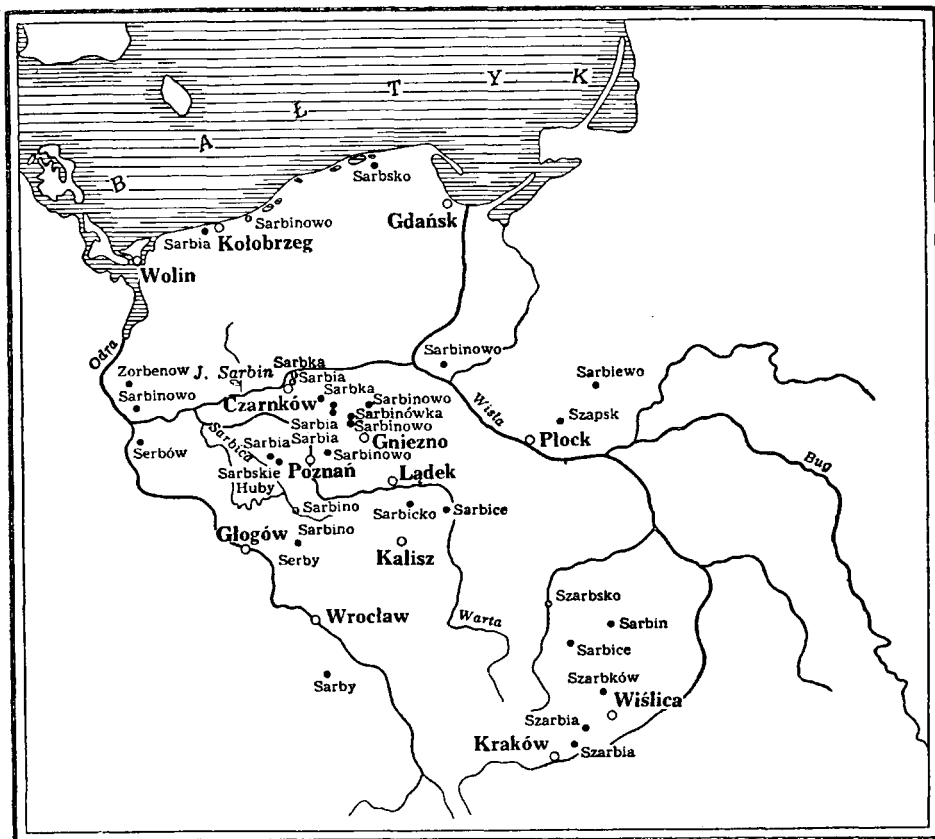 B A Ł T Y K
Sarbsko
Sarbinowo
Gdańsk
Sarbia
Kołobrzeg
Wolin
Odra
Sarbinowo
Zorbenow
J. Sarbin
Sarbka
Sarbia
Sarbiewo
Sarbinowo
Czarnków
Sarbka
Sarbinowo
Sarbinówka
Szapsk
Sarbia
Sarbinowo
Wisła
Serbów
Sarbica
Sarbia
Sarbia
Gniezno
Płock
Sarbskie
Huby
Poznań
Sarbinowo
Bug
Lądek
Sarbino
Sarbicko
Sarbice
Głogów
Sarbino
Serby
Kalisz
Szarbsko
Wrocław
Warta
Sarbin
Sarbice
Sarby
Szarbków
Wiślica
Szarbia
Kraków
Szarbia